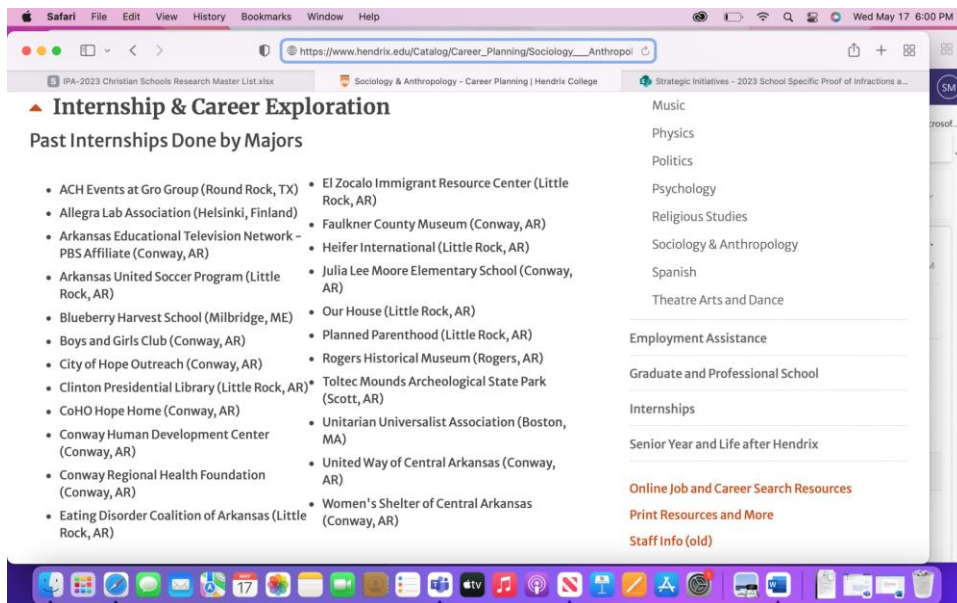 Safari File Edit View History Bookmarks Window Help Wed May 17 6:00 PM
https://www.hendrix.edu/Catalog/Career_Planning/Sociology___Anthropol
IPA-2023 Christian Schools Research Master List.xlsx
Sociology & Anthropology - Career Planning | Hendrix College
Strategic Initiatives - 2023 School Specific Proof of Infractions a...
SM
crosof...
Internship & Career Exploration
Past Internships Done by Majors
• ACH Events at Gro Group (Round Rock, TX)
• Allegra Lab Association (Helsinki, Finland)
• Arkansas Educational Television Network –
PBS Affiliate (Conway, AR)
• Arkansas United Soccer Program (Little
Rock, AR)
• Blueberry Harvest School (Milbridge, ME)
• Boys and Girls Club (Conway, AR)
• City of Hope Outreach (Conway, AR)
• Clinton Presidential Library (Little Rock, AR)
• CoHO Hope Home (Conway, AR)
• Conway Human Development Center
(Conway, AR)
• Conway Regional Health Foundation
(Conway, AR)
• Eating Disorder Coalition of Arkansas (Little
Rock, AR)
• El Zocalo Immigrant Resource Center (Little
Rock, AR)
• Faulkner County Museum (Conway, AR)
• Heifer International (Little Rock, AR)
• Julia Lee Moore Elementary School (Conway,
AR)
• Our House (Little Rock, AR)
• Planned Parenthood (Little Rock, AR)
• Rogers Historical Museum (Rogers, AR)
• Toltec Mounds Archeological State Park
(Scott, AR)
• Unitarian Universalist Association (Boston,
MA)
• United Way of Central Arkansas (Conway,
AR)
• Women's Shelter of Central Arkansas
(Conway, AR)
Music
Physics
Politics
Psychology
Religious Studies
Sociology & Anthropology
Spanish
Theatre Arts and Dance
Employment Assistance
Graduate and Professional School
Internships
Senior Year and Life after Hendrix
Online Job and Career Search Resources
Print Resources and More
Staff Info (old)
MAY
17
tv